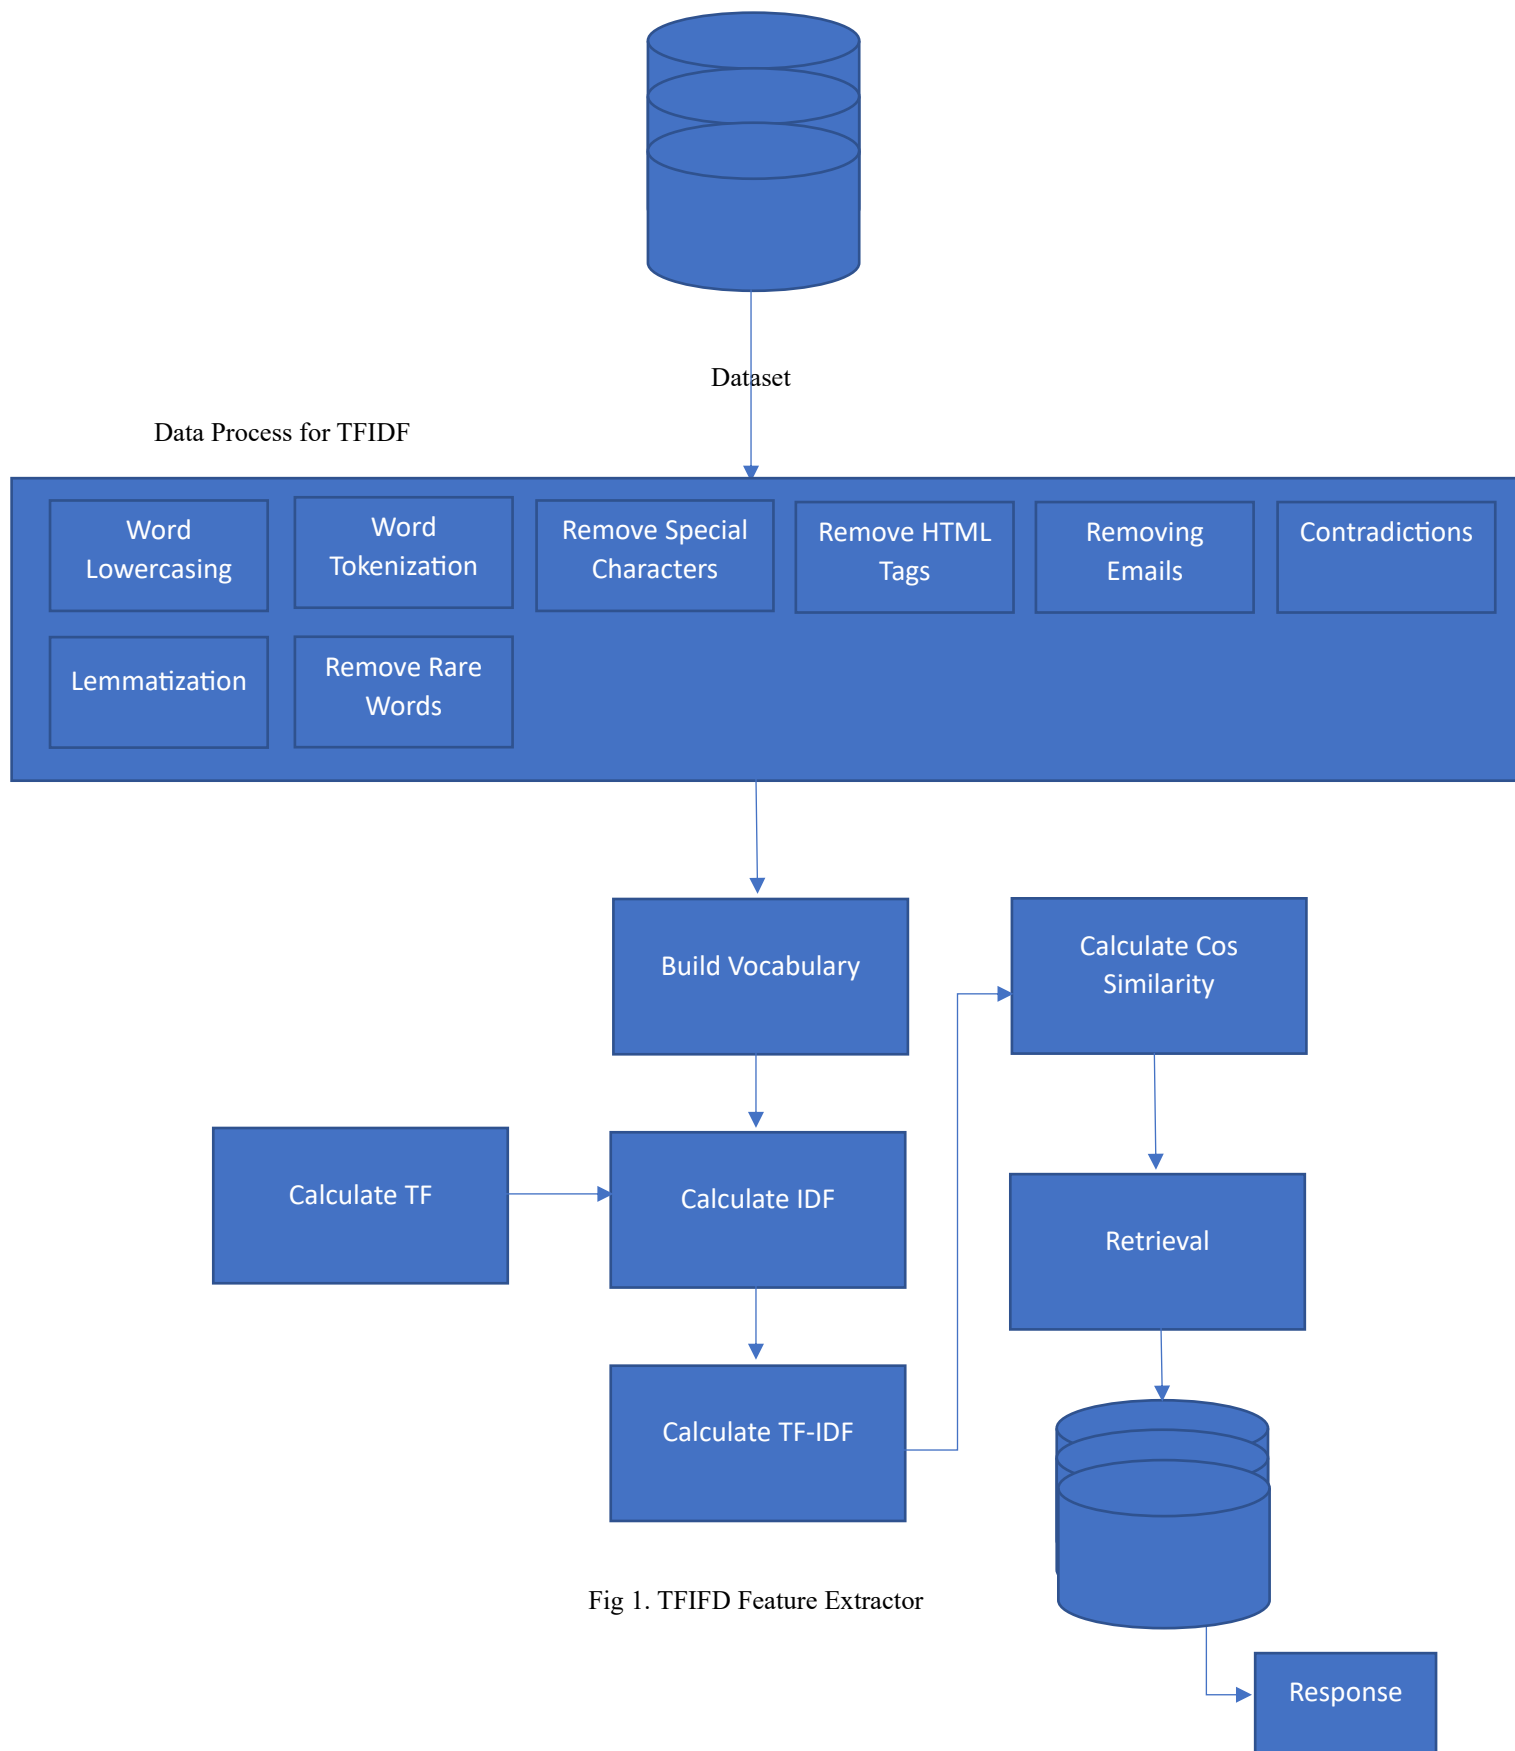 Dataset
Data Process for TFIDF
Word
Lowercasing
Word
Tokenization
Remove Special
Characters
Remove HTML
Tags
Removing
Emails
Contradictions
Lemmatization
Remove Rare
Words
Build Vocabulary
Calculate Cos
Similarity
Calculate TF
Calculate IDF
Retrieval
Calculate TF-IDF
Fig 1. TFIFD Feature Extractor
Response